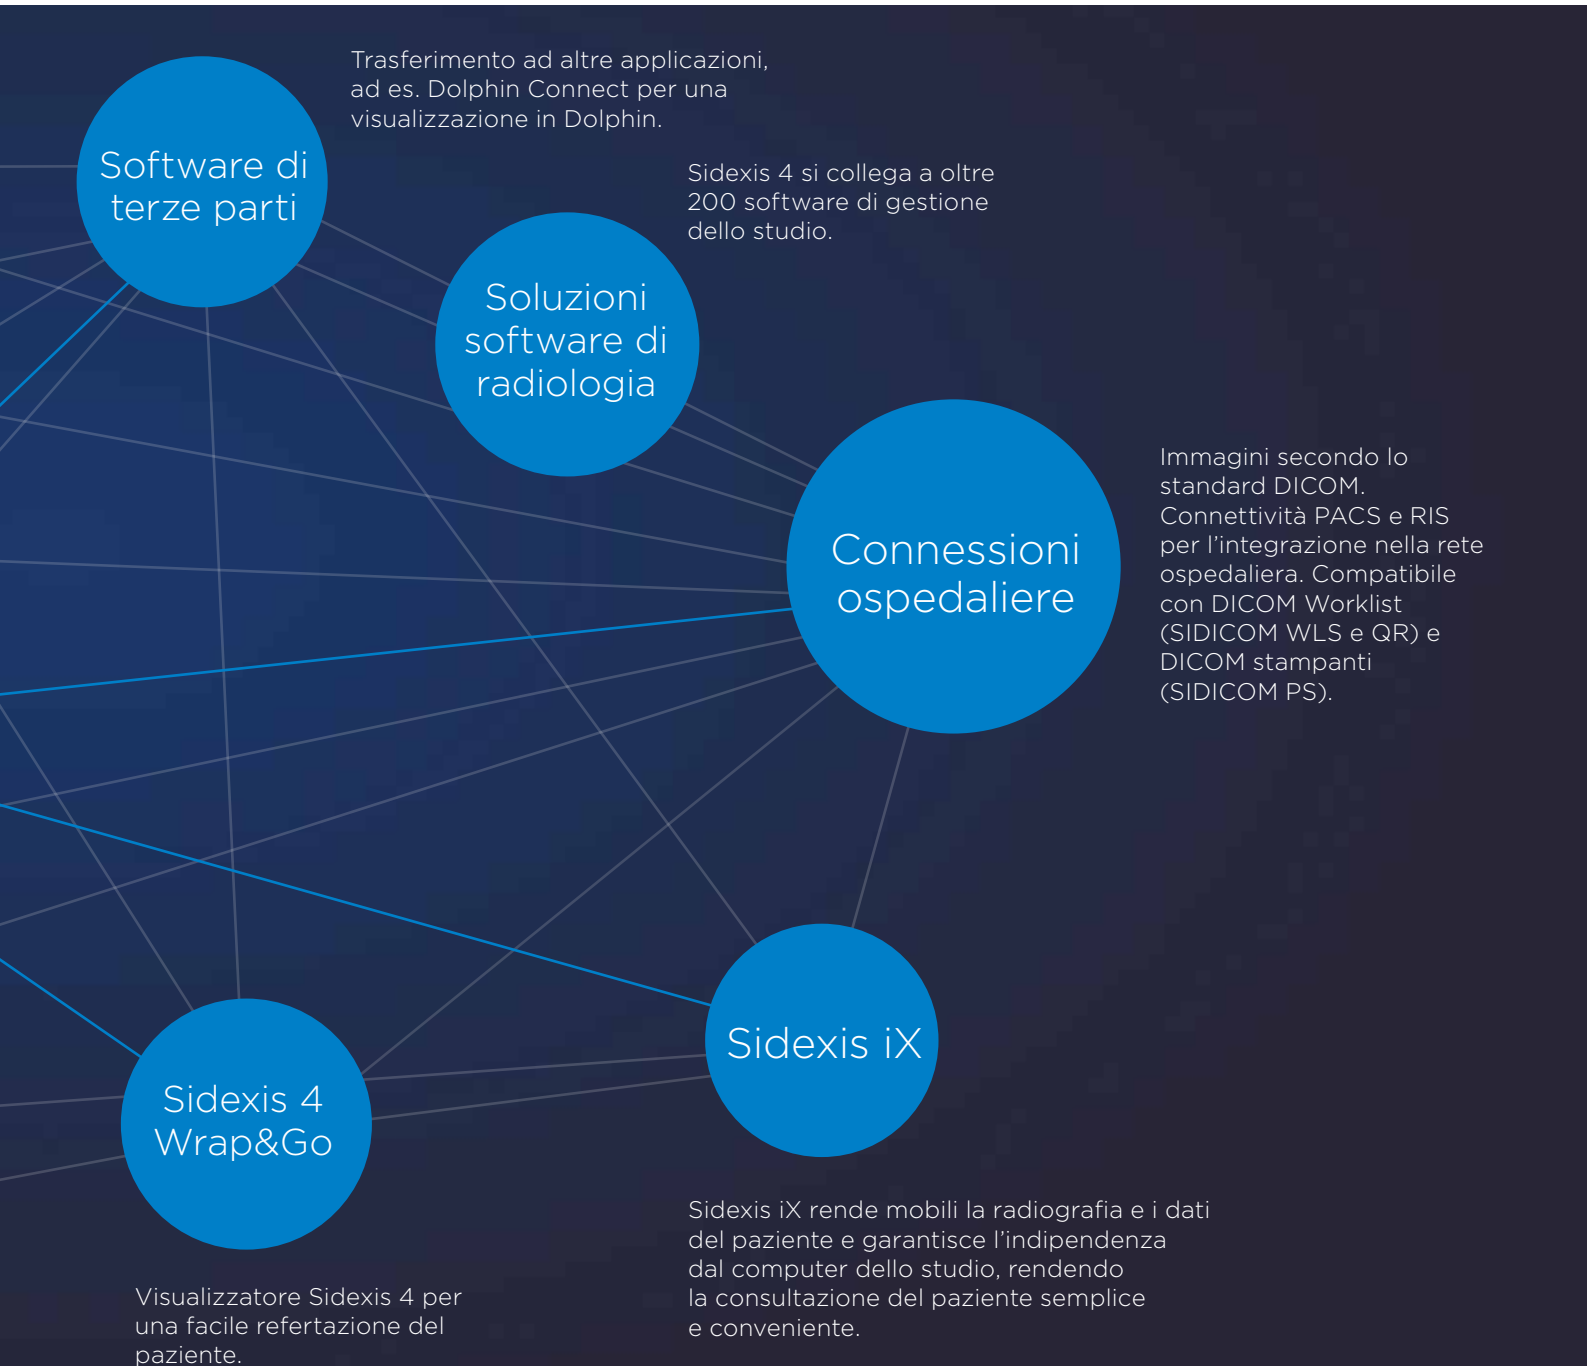 Trasferimento ad altre applicazioni,
ad es. Dolphin Connect per una
visualizzazione in Dolphin.
Software di
terze parti
Sidexis 4 si collega a oltre
200 software di gestione
dello studio.
Soluzioni
software di
radiologia
Connessioni
ospedaliere
Immagini secondo lo
standard DICOM.
Connettività PACS e RIS
per l’integrazione nella rete
ospedaliera. Compatibile
con DICOM Worklist
(SIDICOM WLS e QR) e
DICOM stampanti
(SIDICOM PS).
Sidexis iX
Sidexis 4
Wrap&Go
Sidexis iX rende mobili la radiografia e i dati
del paziente e garantisce l’indipendenza
dal computer dello studio, rendendo
la consultazione del paziente semplice
e conveniente.
Visualizzatore Sidexis 4 per
una facile refertazione del
paziente.